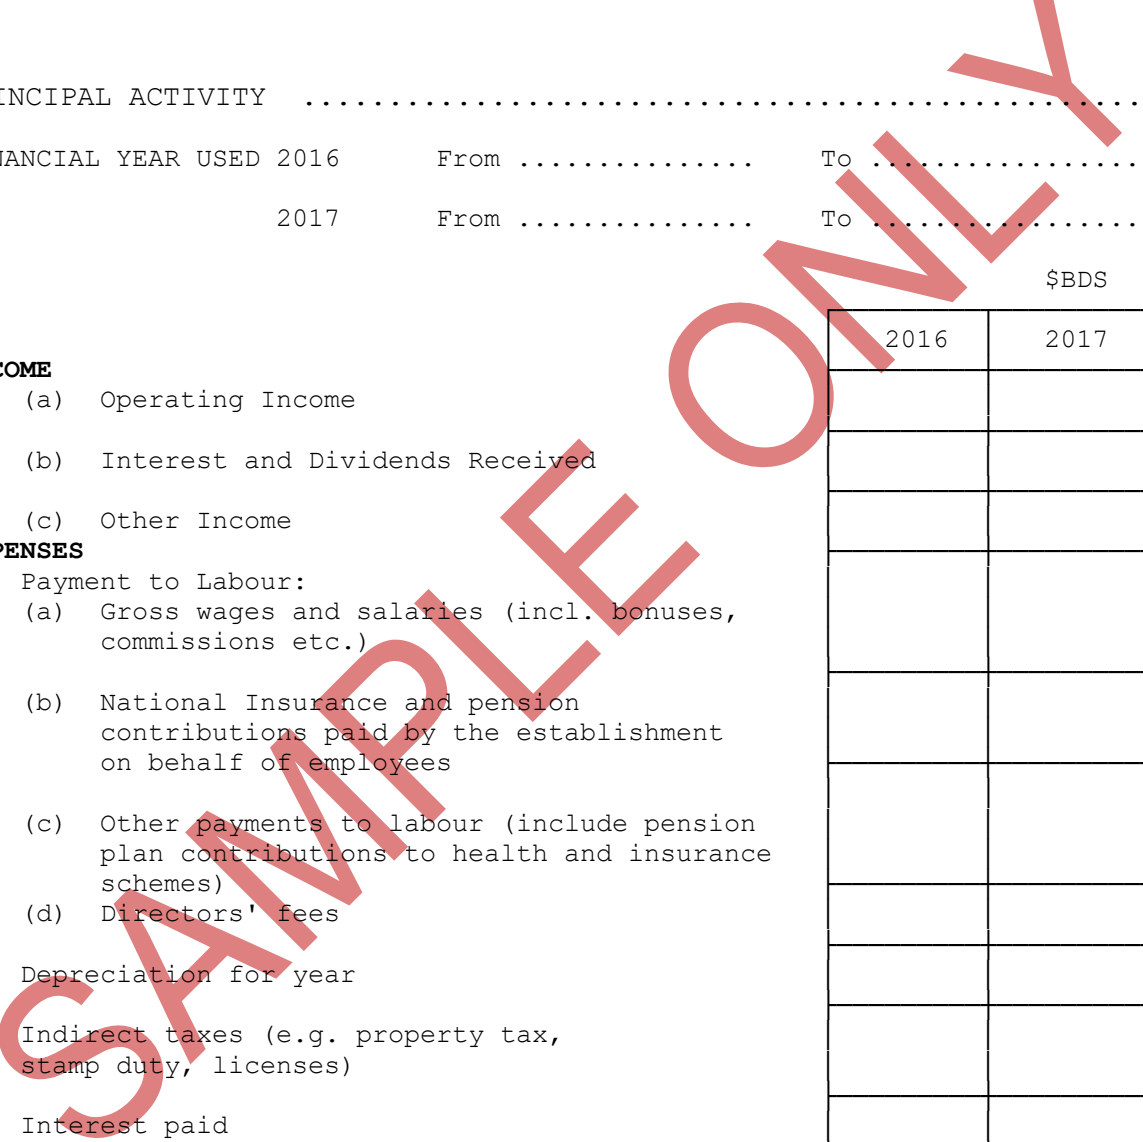 INCIPAL ACTIVITY ....................................................
NANCIAL YEAR USED 2016 From ............... To .................
2017 From ............... To .................
$BDS
2016 2017
COME
(a) Operating Income
(b) Interest and Dividends Received
(c) Other Income
PENSES
Payment to Labour:
(a) Gross wages and salaries (incl. bonuses,
commissions etc.)
(b) National Insurance and pension
contributions paid by the establishment
on behalf of employees
(c) Other payments to labour (include pension
plan contributions to health and insurance
schemes)
(d) Directors' fees
Depreciation for year
Indirect taxes (e.g. property tax,
stamp duty, licenses)
Interest paid
SAMPLE ONLY